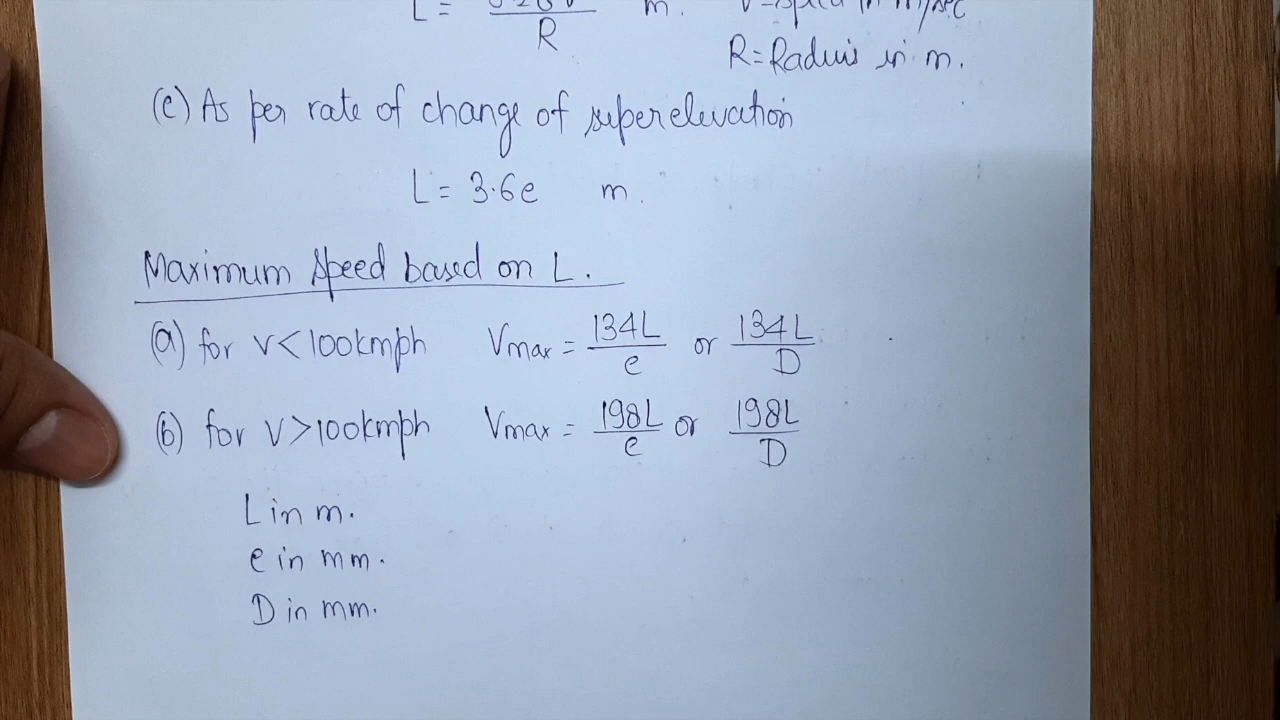 L = / R m.
R = Radius in m.
(c) As per rate of change of superelevation
L = 3.6e m.
Maximum speed based on L.
(a) for V < 100kmph Vmax = 134L / e or 134L / D
(b) for V > 100kmph Vmax = 198L / e or 198L / D
L in m.
e in mm.
D in mm.